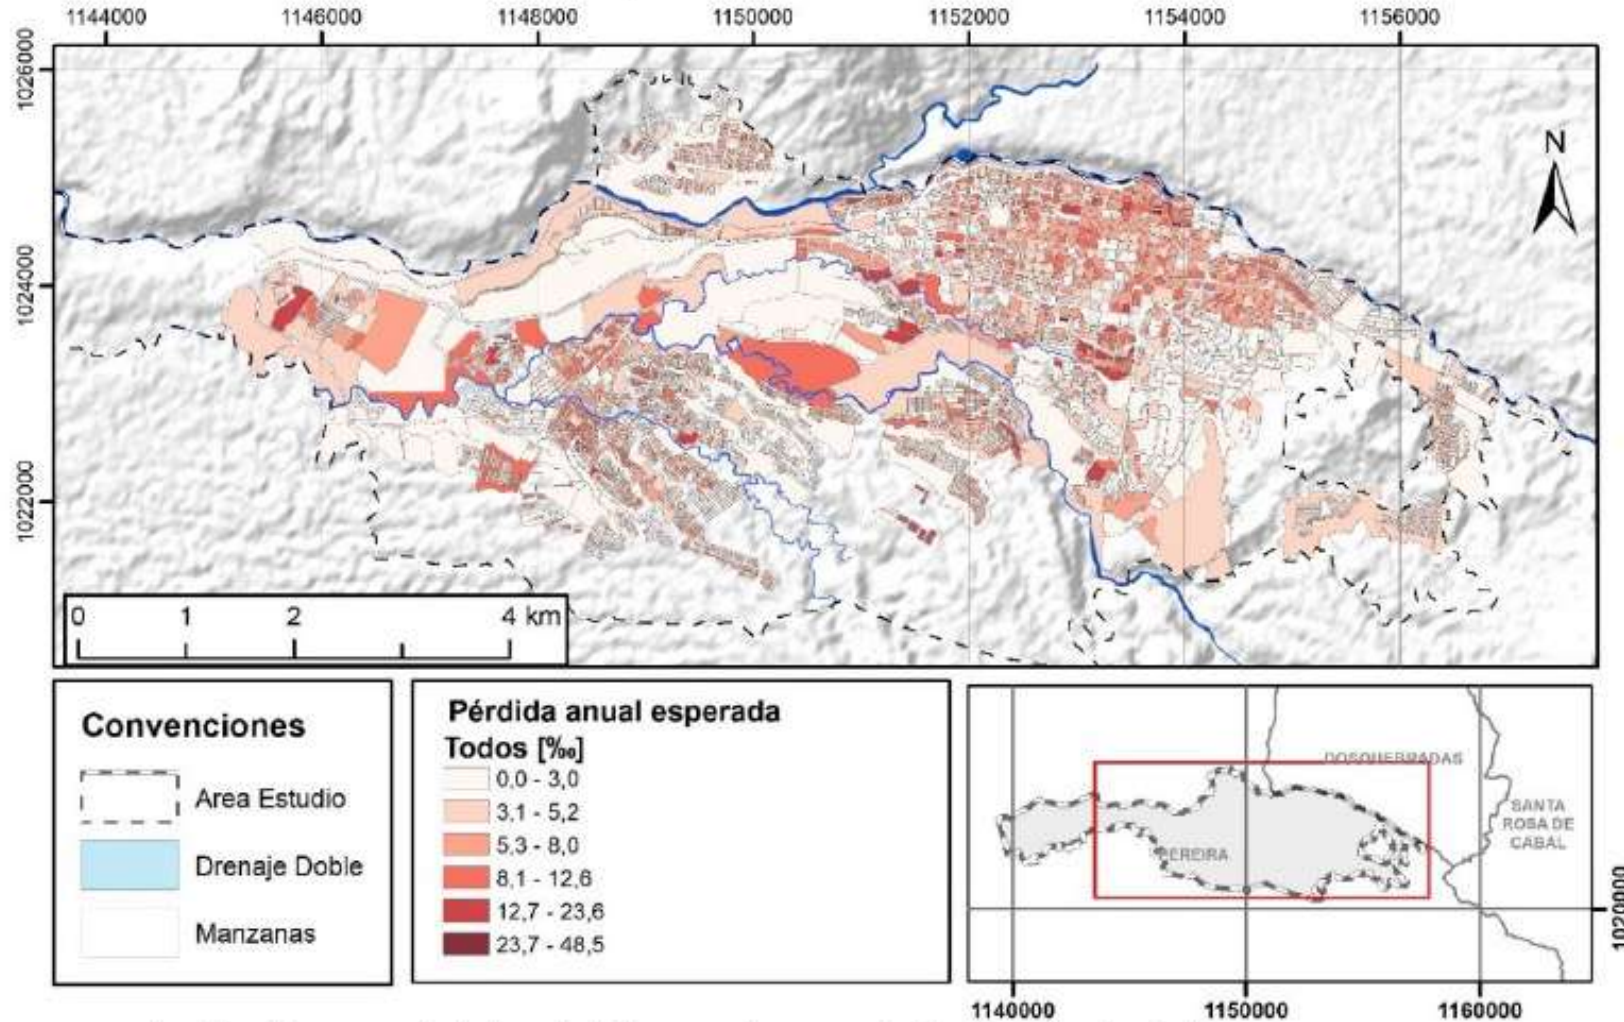 1144000 1146000 1148000 1150000 1152000 1154000 1156000
1026000
1024000
1022000
N
0 1 2 4 km
Convenciones
Area Estudio
Drenaje Doble
Manzanas
Pérdida anual esperada
Todos [‰]
0,0 - 3,0
3.1 - 5,2
5,3 - 8,0
8,1 - 12,6
12,7 - 23,6
23,7 - 48,5
DOSQUEBRADAS
SANTA
ROSA DE
CABAL
PEREIRA
1020000
1140000 1150000 1160000